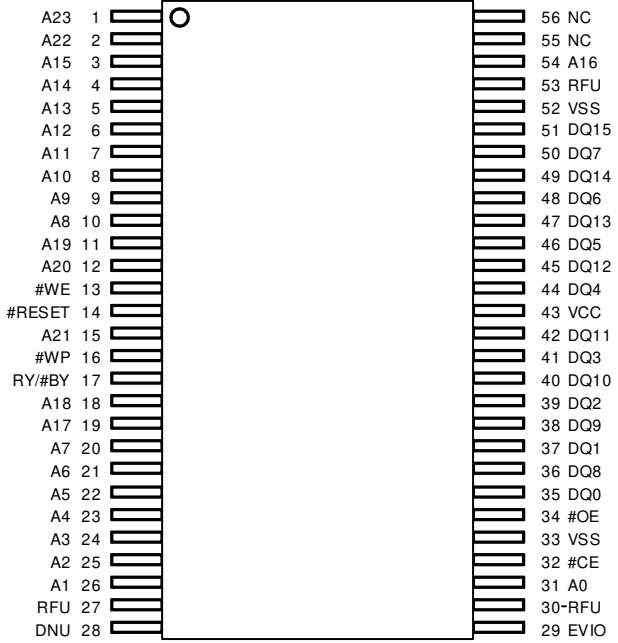 A23 1 56 NC
A22 2 55 NC
A15 3 54 A16
A14 4 53 RFU
A13 5 52 VSS
A12 6 51 DQ15
A11 7 50 DQ7
A10 8 49 DQ14
A9 9 48 DQ6
A8 10 47 DQ13
A19 11 46 DQ5
A20 12 45 DQ12
#WE 13 44 DQ4
#RESET 14 43 VCC
A21 15 42 DQ11
#WP 16 41 DQ3
RY/#BY 17 40 DQ10
A18 18 39 DQ2
A17 19 38 DQ9
A7 20 37 DQ1
A6 21 36 DQ8
A5 22 35 DQ0
A4 23 34 #OE
A3 24 33 VSS
A2 25 32 #CE
A1 26 31 A0
RFU 27 30-RFU
DNU 28 29 EVIO